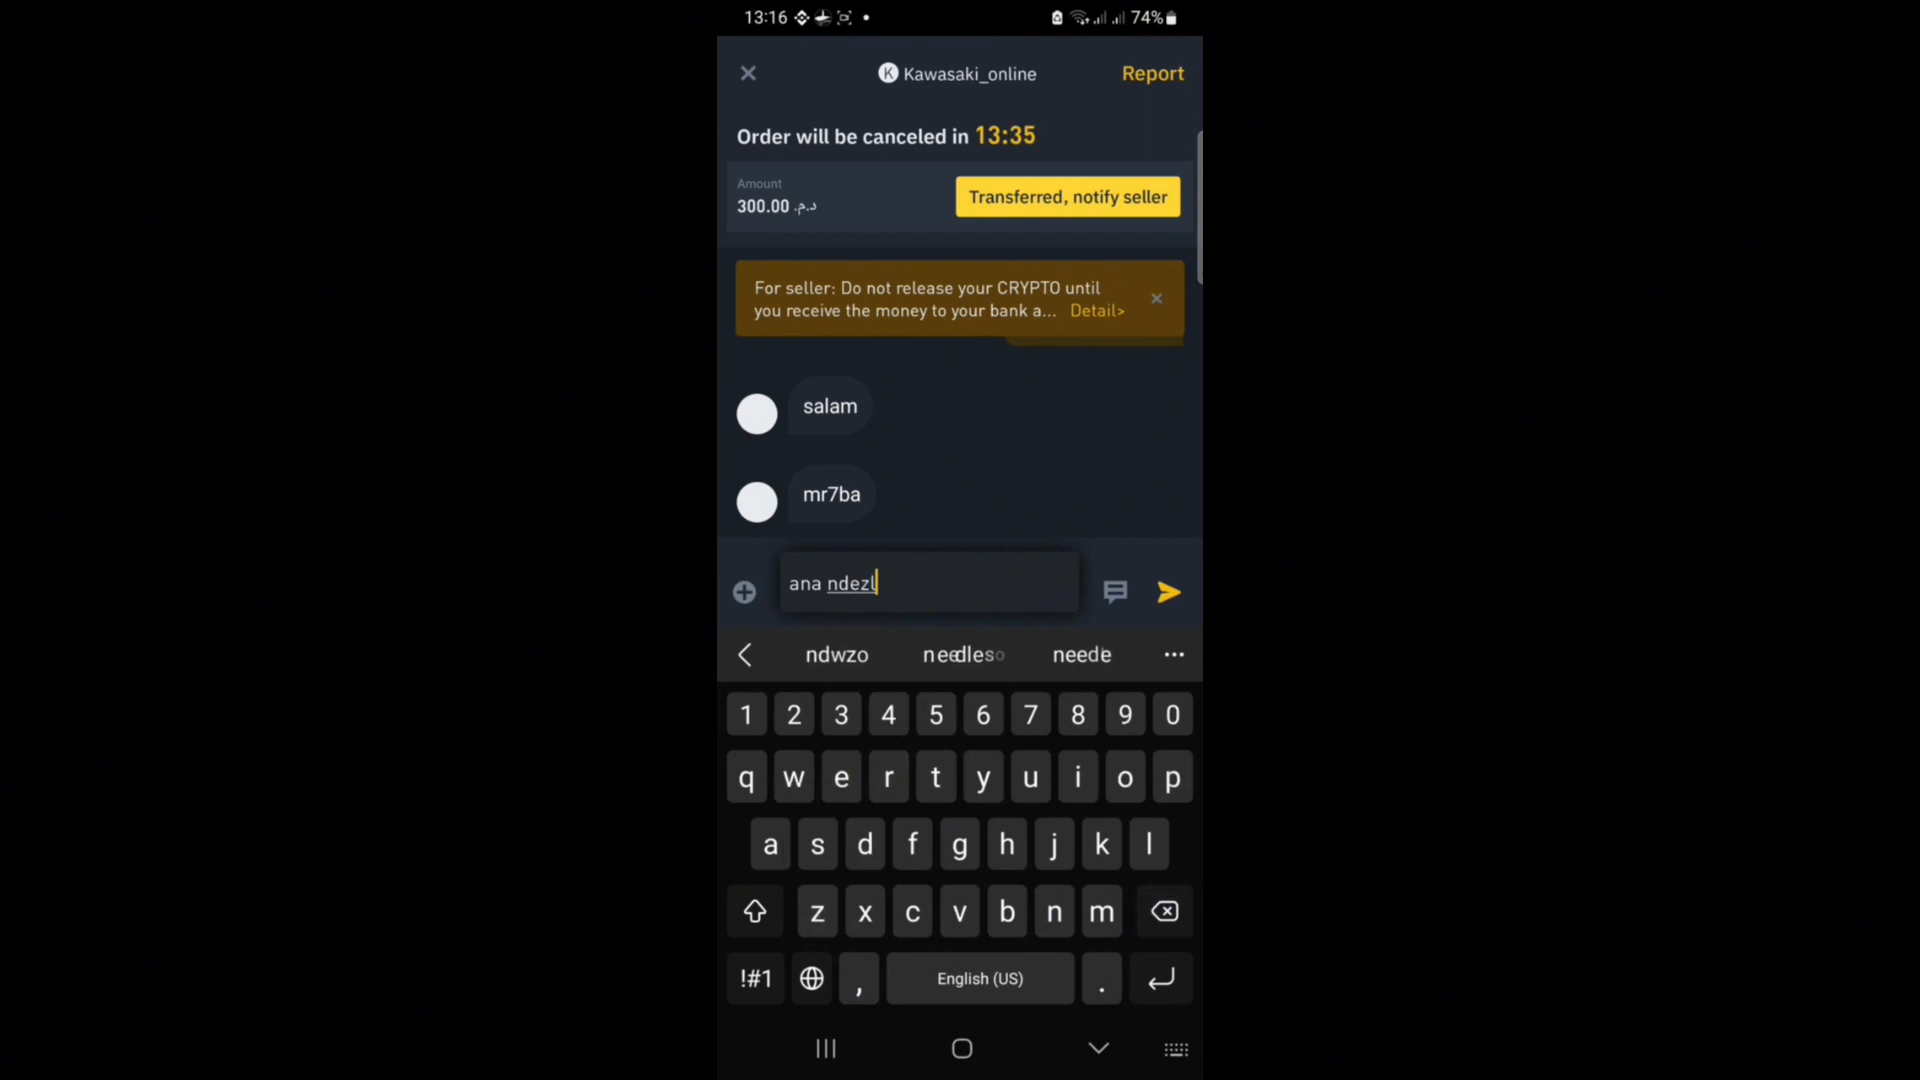 13:16 74%
K Kawasaki_online Report
Order will be canceled in 13:35
Amount
300.00 د.م.
Transferred, notify seller
For seller: Do not release your CRYPTO until
you receive the money to your bank a... Detail>
salam
mr7ba
ana ndezl
ndwzo needleso neede
1 2 3 4 5 6 7 8 9 0
q w e r t y u i o p
a s d f g h j k l
z x c v b n m
!#1 , English (US) .